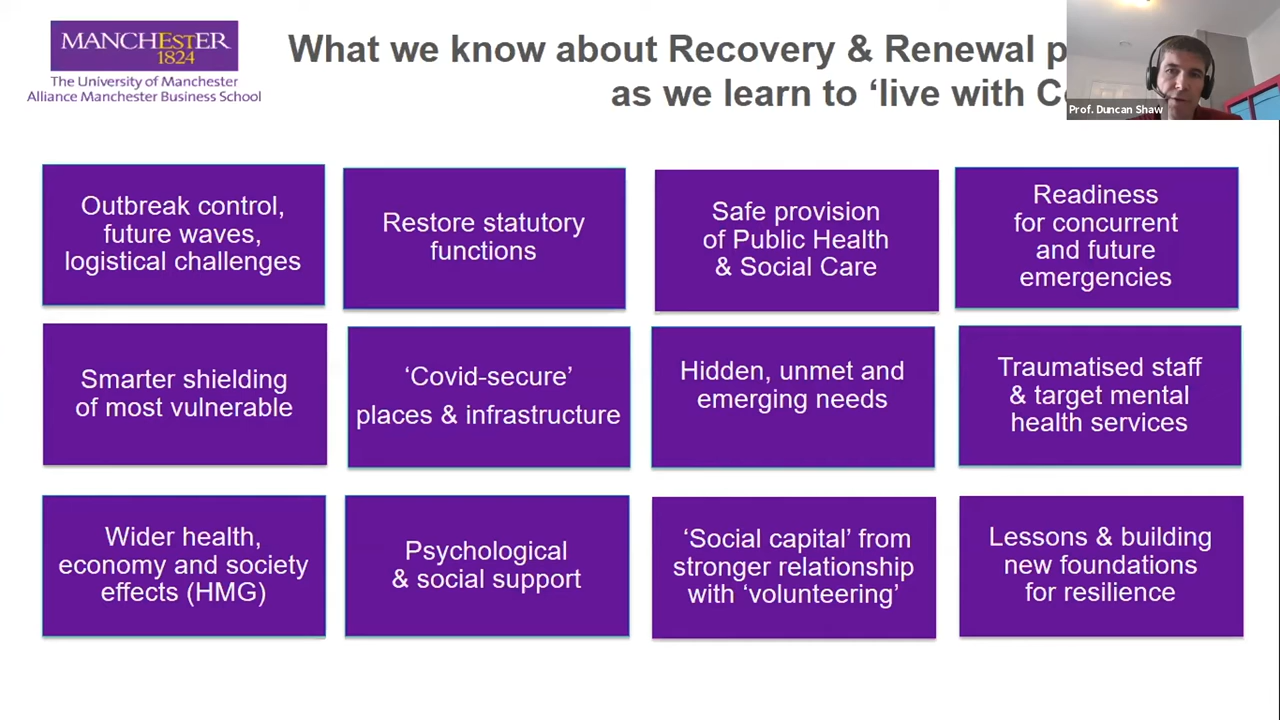 MANCHESTER
1824
The University of Manchester
Alliance Manchester Business School
What we know about Recovery & Renewal
as we learn to ‘live with
Prof. Duncan Shaw
Outbreak control,
future waves,
logistical challenges
Restore statutory
functions
Safe provision
of Public Health
& Social Care
Readiness
for concurrent
and future
emergencies
Smarter shielding
of most vulnerable
‘Covid-secure’
places & infrastructure
Hidden, unmet and
emerging needs
Traumatised staff
& target mental
health services
Wider health,
economy and society
effects (HMG)
Psychological
& social support
‘Social capital’ from
stronger relationship
with ‘volunteering’
Lessons & building
new foundations
for resilience